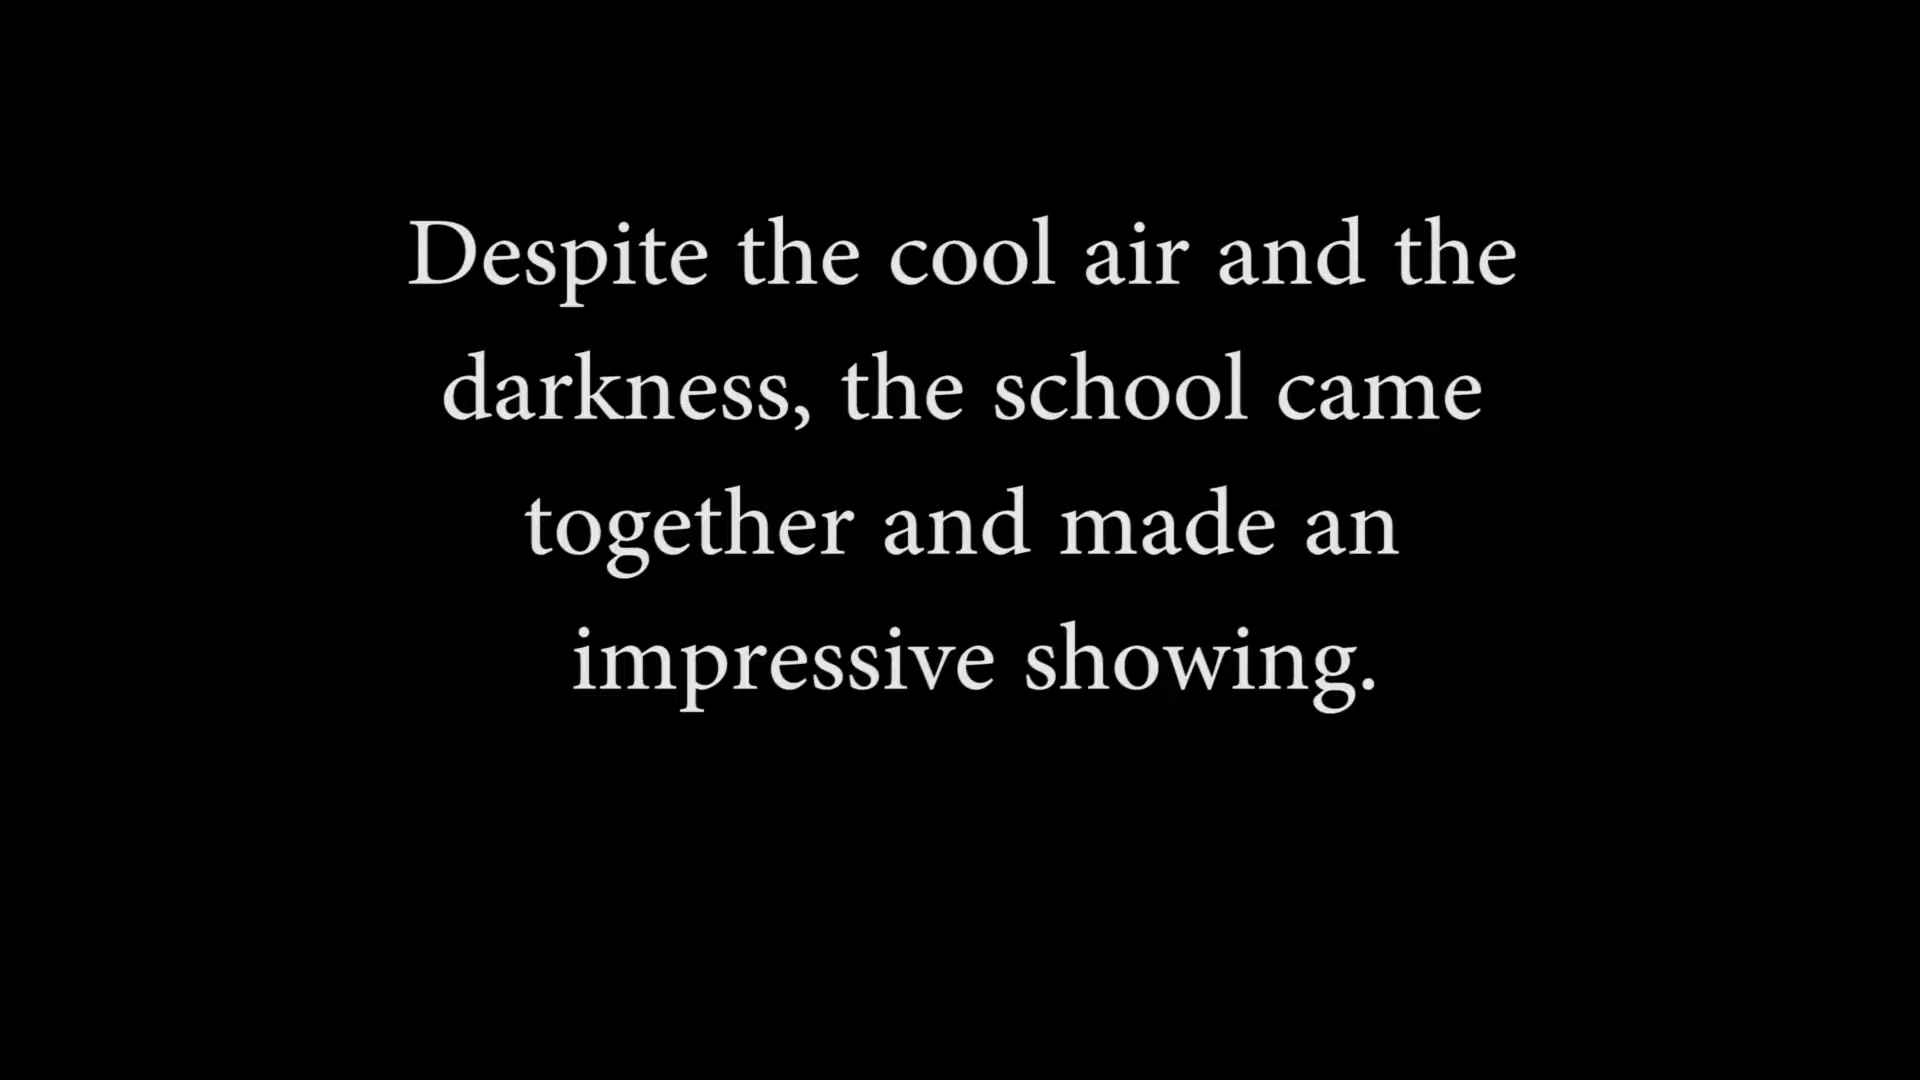 Despite the cool air and the
darkness, the school came
together and made an
impressive showing.